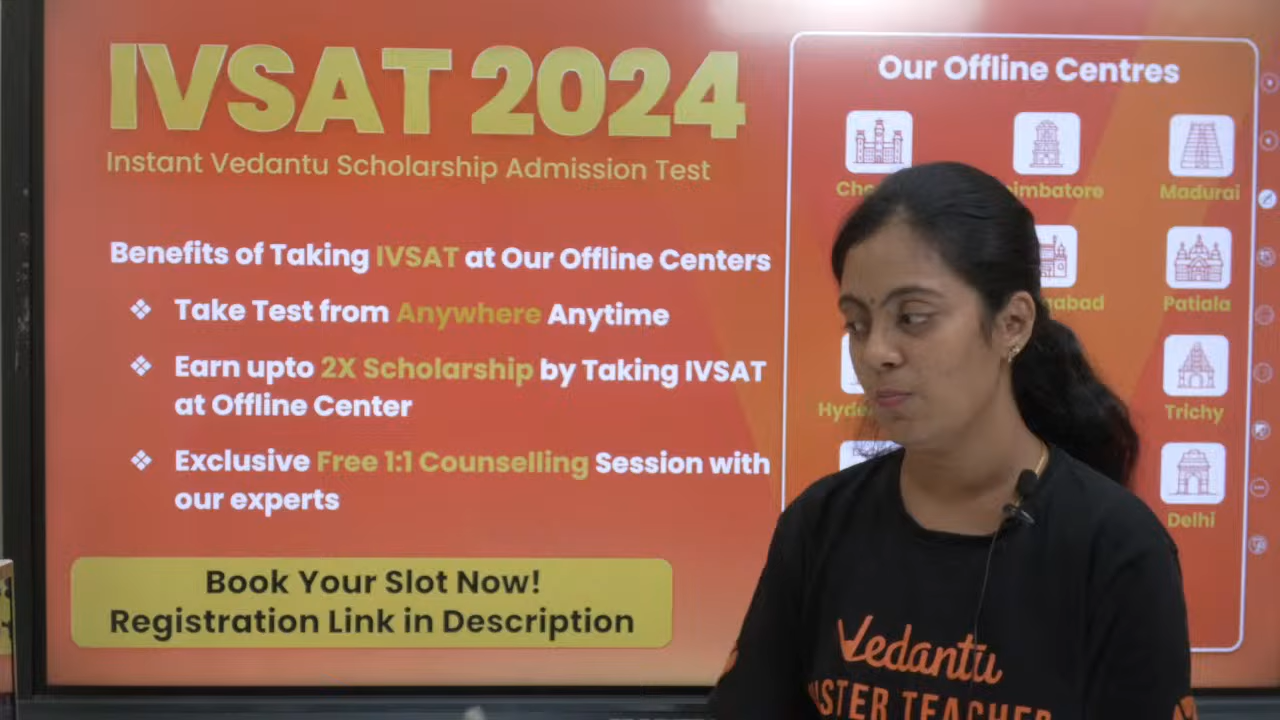 IVSAT 2024
Instant Vedantu Scholarship Admission Test
Benefits of Taking IVSAT at Our Offline Centers
Take Test from Anywhere Anytime
Earn upto 2X Scholarship by Taking IVSAT
at Offline Center
Exclusive Free 1:1 Counselling Session with
our experts
Book Your Slot Now!
Registration Link in Description
Our Offline Centres
Madurai
Patiala
Trichy
Delhi
Vedantu
TEACHER